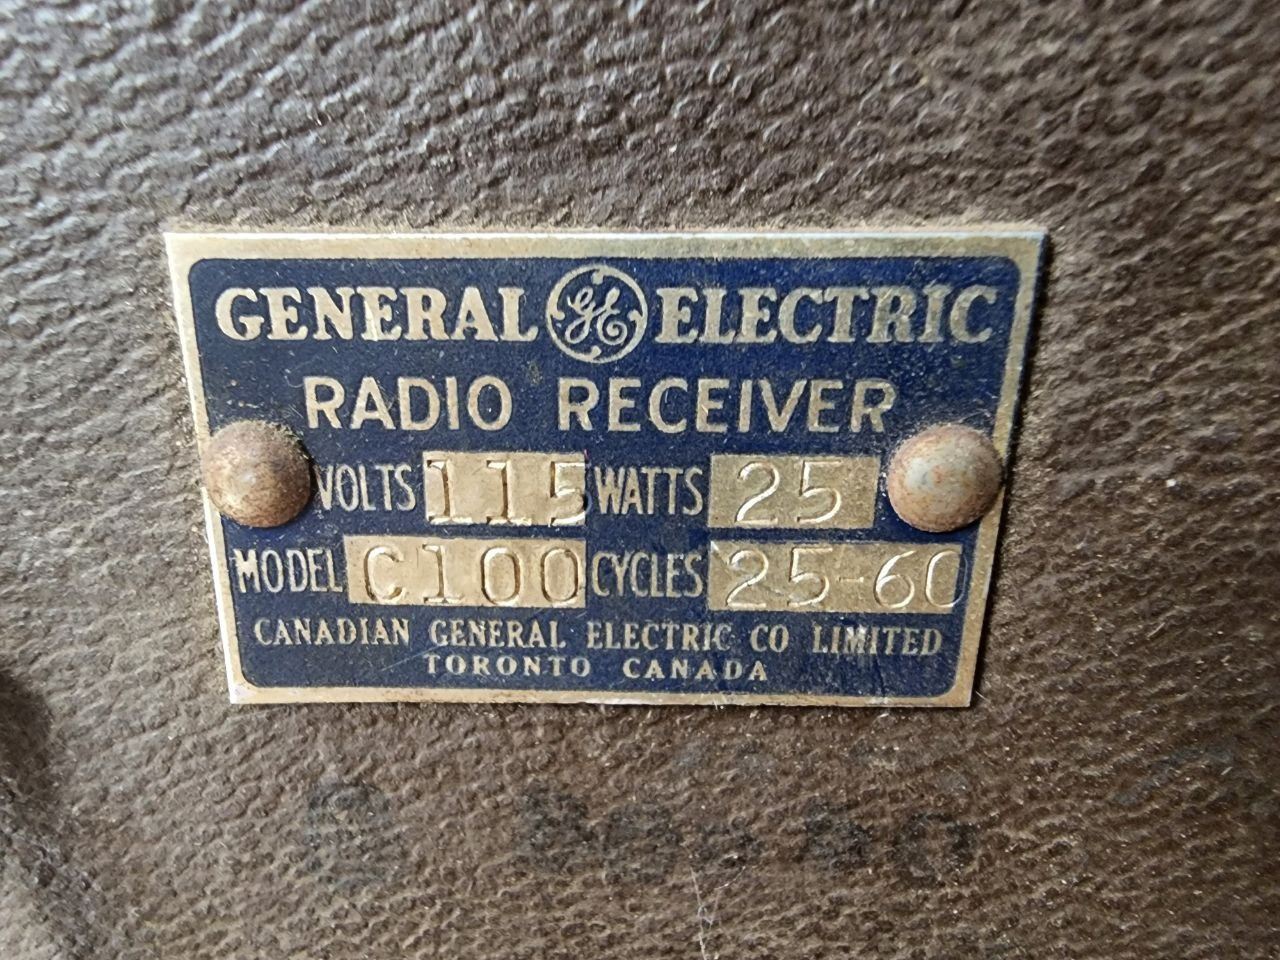 GENERAL GE ELECTRIC
RADIO RECEIVER
VOLTS 115 WATTS 25
MODEL C100 CYCLES 25-60
CANADIAN GENERAL ELECTRIC CO LIMITED
TORONTO CANADA